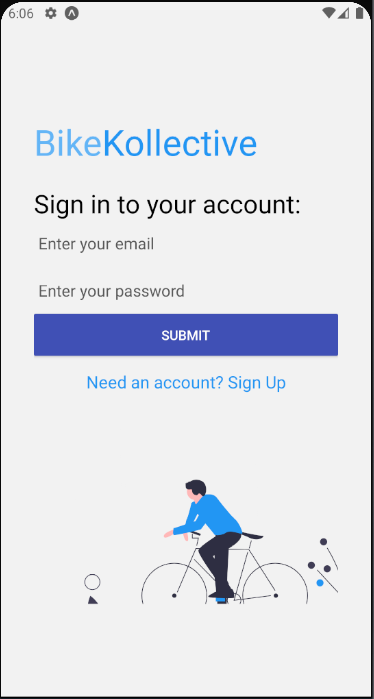 6:06
BikeKollective
Sign in to your account:
Enter your email
Enter your password
SUBMIT
Need an account? Sign Up